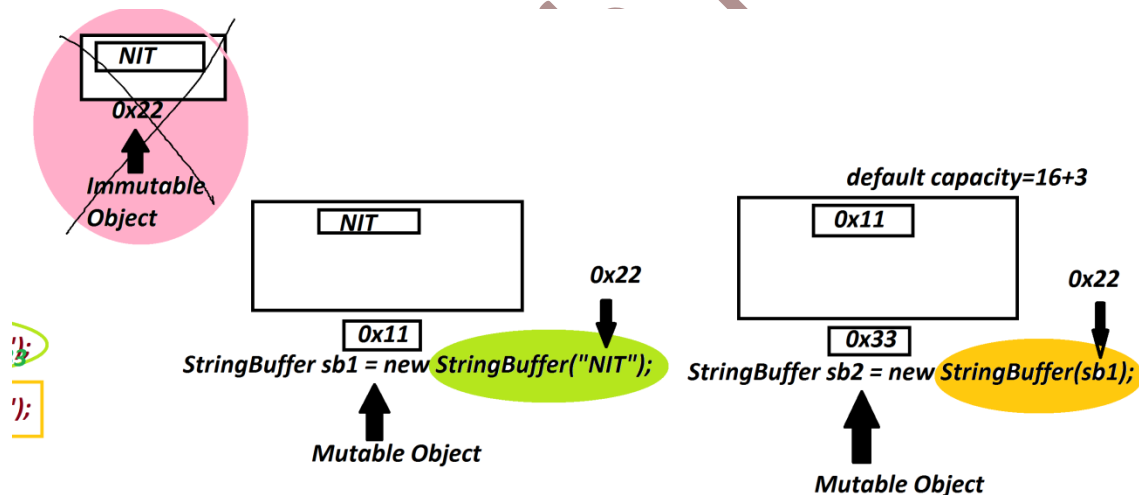 NIT
0x22
Immutable
Object
NIT
0x11
0x22
StringBuffer sb1 = new StringBuffer("NIT");
Mutable Object
default capacity=16+3
0x11
0x33
0x22
StringBuffer sb2 = new StringBuffer(sb1);
Mutable Object
");
");